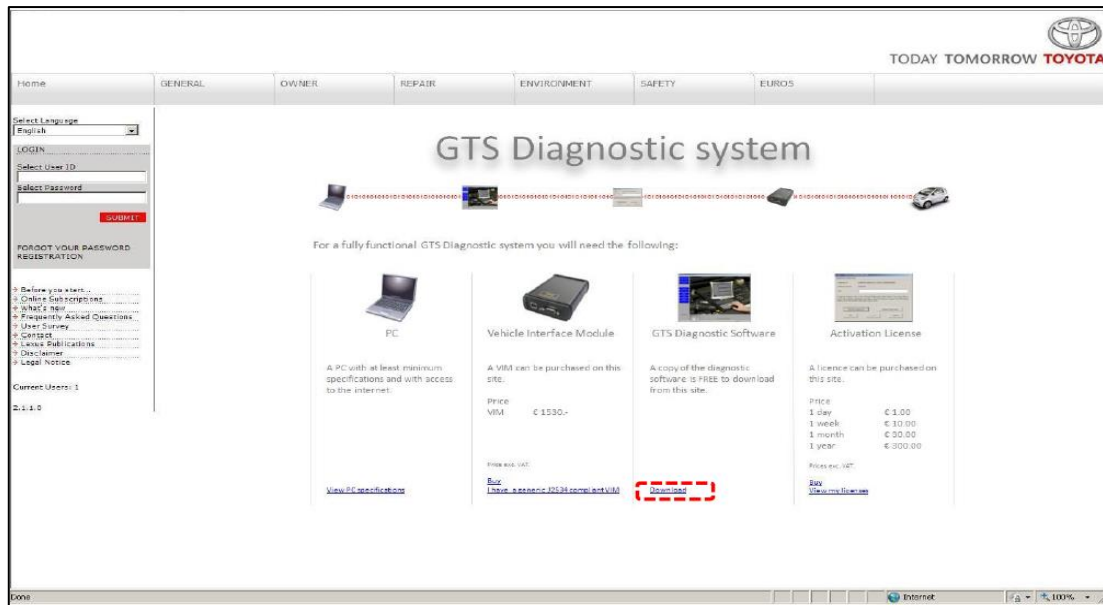 TODAY TOMORROW TOYOTA
Home
GENERAL
OWNER
REPAIR
ENVIRONMENT
SAFETY
EURO5
Select Language
English
LOGIN
Select User ID
Select Password
SUBMIT
FORGOT YOUR PASSWORD
REGISTRATION
Before you start...
Online Subscriptions
What's new
Frequently Asked Questions
User Survey
Contact
Lexus Publications
Disclaimer
Legal Notice
Current Users: 1
2.1.1.0
GTS Diagnostic system
For a fully functional GTS Diagnostic system you will need the following:
PC
A PC with at least minimum
specifications and with access
to the internet.
View PC specifications
Vehicle Interface Module
A VIM can be purchased on this
site.
Price
VIM € 1530.-
Price exc. VAT.
Buy
I have a generic J2534 compliant VIM
GTS Diagnostic Software
A copy of the diagnostic
software is FREE to download
from this site.
Download
Activation License
A licence can be purchased on
this site.
Price
1 day € 1.00
1 week € 10.00
1 month € 30.00
1 year € 300.00
Prices exc. VAT.
Buy
View my licenses
Done
Internet
100%